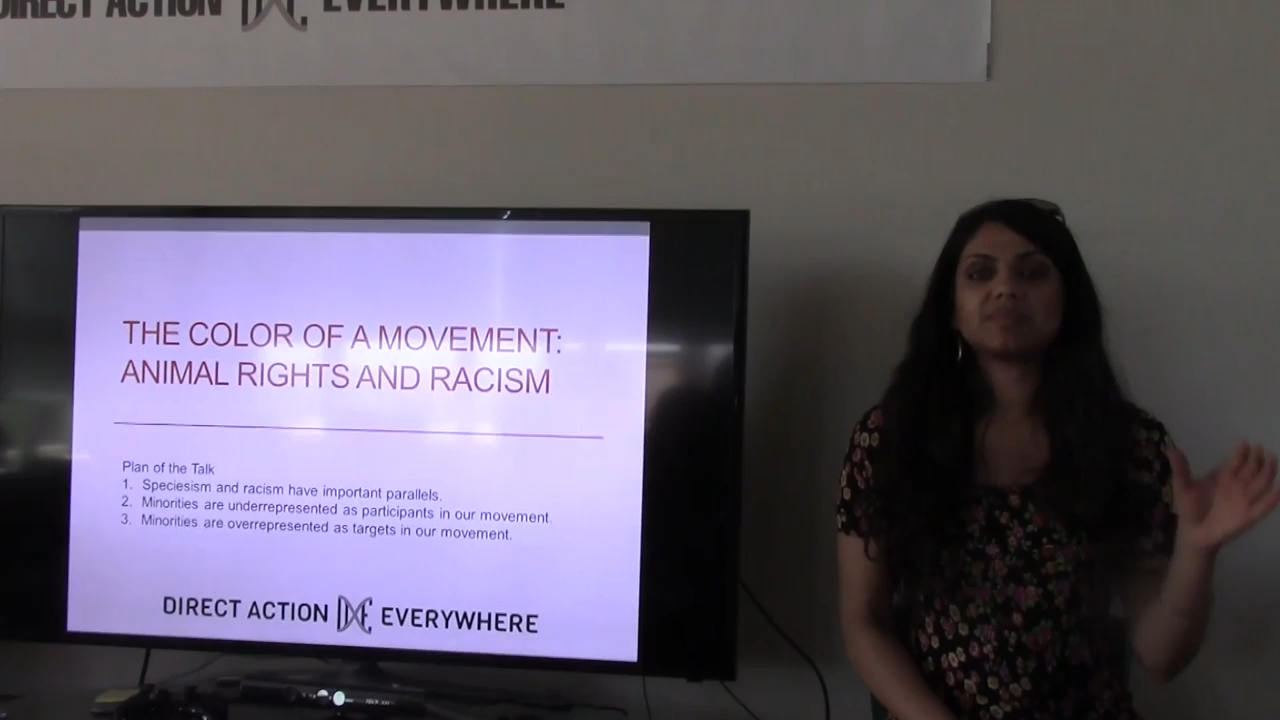 DIRECT ACTION EVERYWHERE
THE COLOR OF A MOVEMENT:
ANIMAL RIGHTS AND RACISM
Plan of the Talk
1. Speciesism and racism have important parallels.
2. Minorities are underrepresented as participants in our movement.
3. Minorities are overrepresented as targets in our movement.
DIRECT ACTION DXE EVERYWHERE